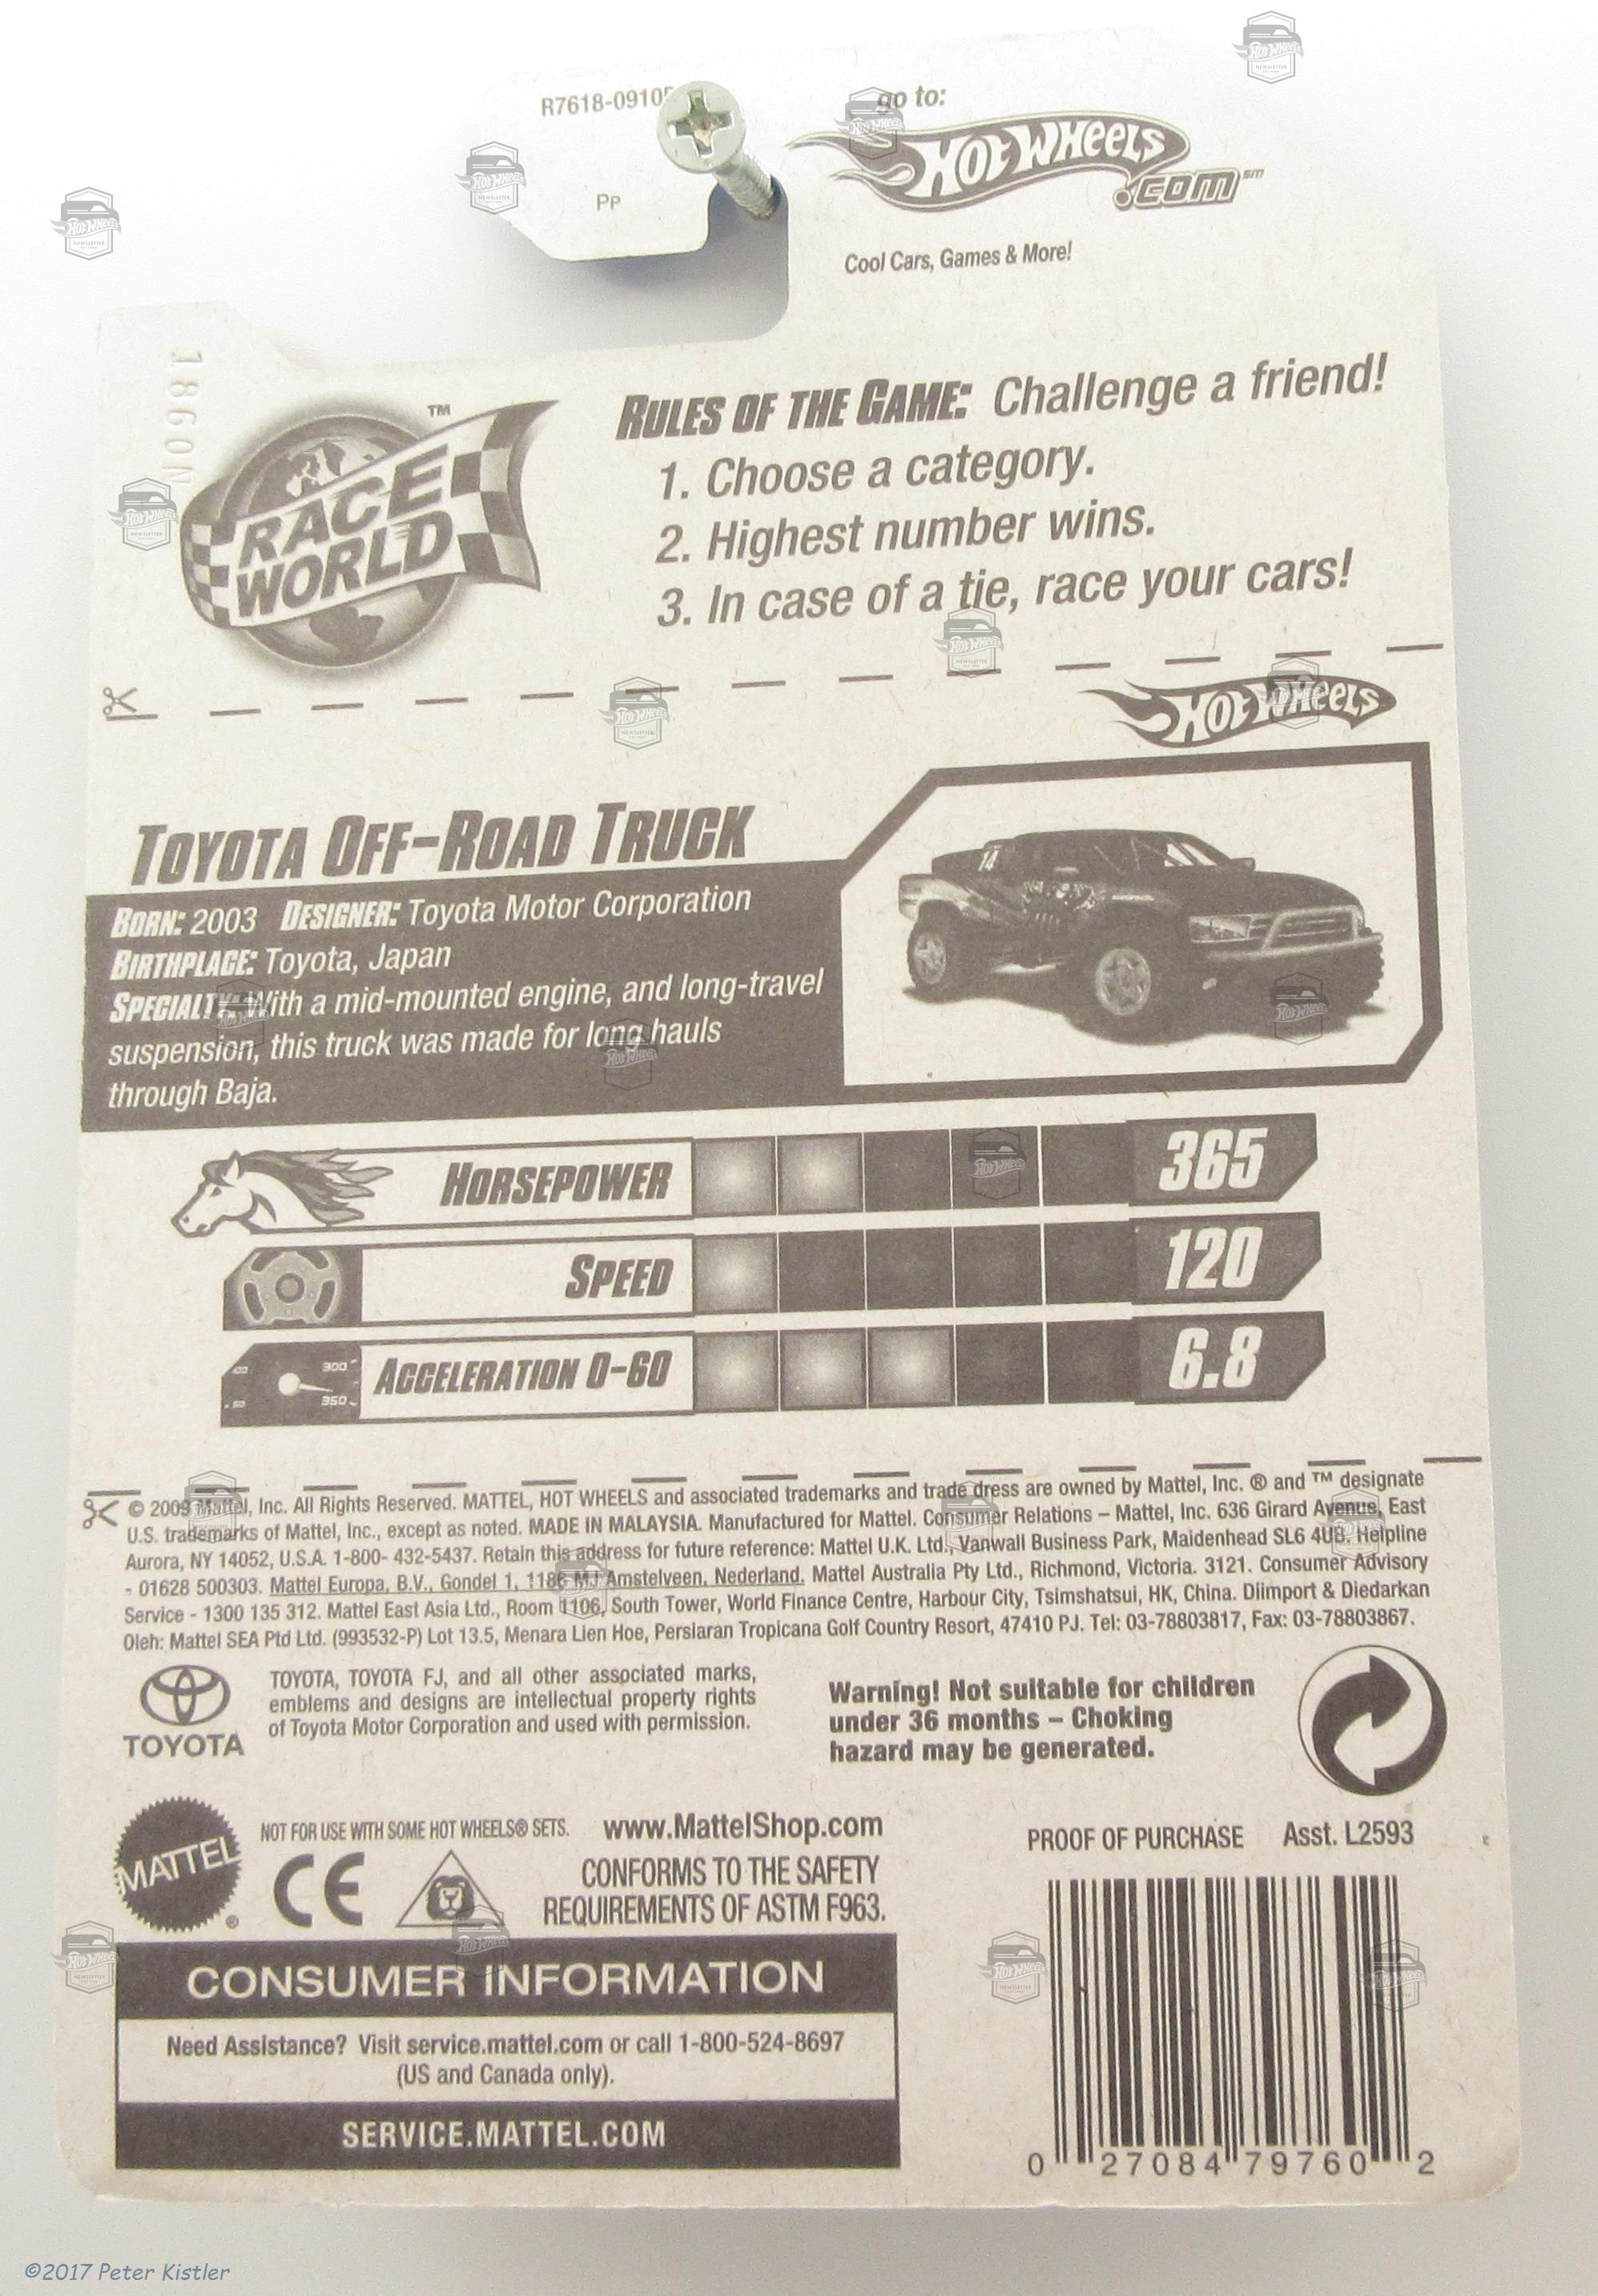 R7618-0910
Pp
go to:
HOT WHEELS
.com℠
Cool Cars, Games & More!
1860N
RACE WORLD™
RULES OF THE GAME: Challenge a friend!
1. Choose a category.
2. Highest number wins.
3. In case of a tie, race your cars!
HOT WHEELS
TOYOTA OFF-ROAD TRUCK
BORN: 2003 DESIGNER: Toyota Motor Corporation
BIRTHPLACE: Toyota, Japan
SPECIALTY: With a mid-mounted engine, and long-travel
suspension, this truck was made for long hauls
through Baja.
14
HORSEPOWER 365
SPEED 120
300
350
ACCELERATION 0-60 6.8
© 2009 Mattel, Inc. All Rights Reserved. MATTEL, HOT WHEELS and associated trademarks and trade dress are owned by Mattel, Inc. ® and ™ designate
U.S. trademarks of Mattel, Inc., except as noted. MADE IN MALAYSIA. Manufactured for Mattel. Consumer Relations – Mattel, Inc. 636 Girard Avenue, East
Aurora, NY 14052, U.S.A. 1-800- 432-5437. Retain this address for future reference: Mattel U.K. Ltd., Vanwall Business Park, Maidenhead SL6 4UB. Helpline
- 01628 500303. Mattel Europa, B.V., Gondel 1, 1186 MJ Amstelveen, Nederland. Mattel Australia Pty Ltd., Richmond, Victoria. 3121. Consumer Advisory
Service - 1300 135 312. Mattel East Asia Ltd., Room 1106, South Tower, World Finance Centre, Harbour City, Tsimshatsui, HK, China. Diimport & Diedarkan
Oleh: Mattel SEA Ptd Ltd. (993532-P) Lot 13.5, Menara Lien Hoe, Persiaran Tropicana Golf Country Resort, 47410 PJ. Tel: 03-78803817, Fax: 03-78803867.
TOYOTA
TOYOTA, TOYOTA FJ, and all other associated marks,
emblems and designs are intellectual property rights
of Toyota Motor Corporation and used with permission.
Warning! Not suitable for children
under 36 months – Choking
hazard may be generated.
MATTEL®
NOT FOR USE WITH SOME HOT WHEELS® SETS. www.MattelShop.com
CE
CONFORMS TO THE SAFETY
REQUIREMENTS OF ASTM F963.
PROOF OF PURCHASE Asst. L2593
CONSUMER INFORMATION
Need Assistance? Visit service.mattel.com or call 1-800-524-8697
(US and Canada only).
SERVICE.MATTEL.COM
0 27084 79760 2
©2017 Peter Kistler